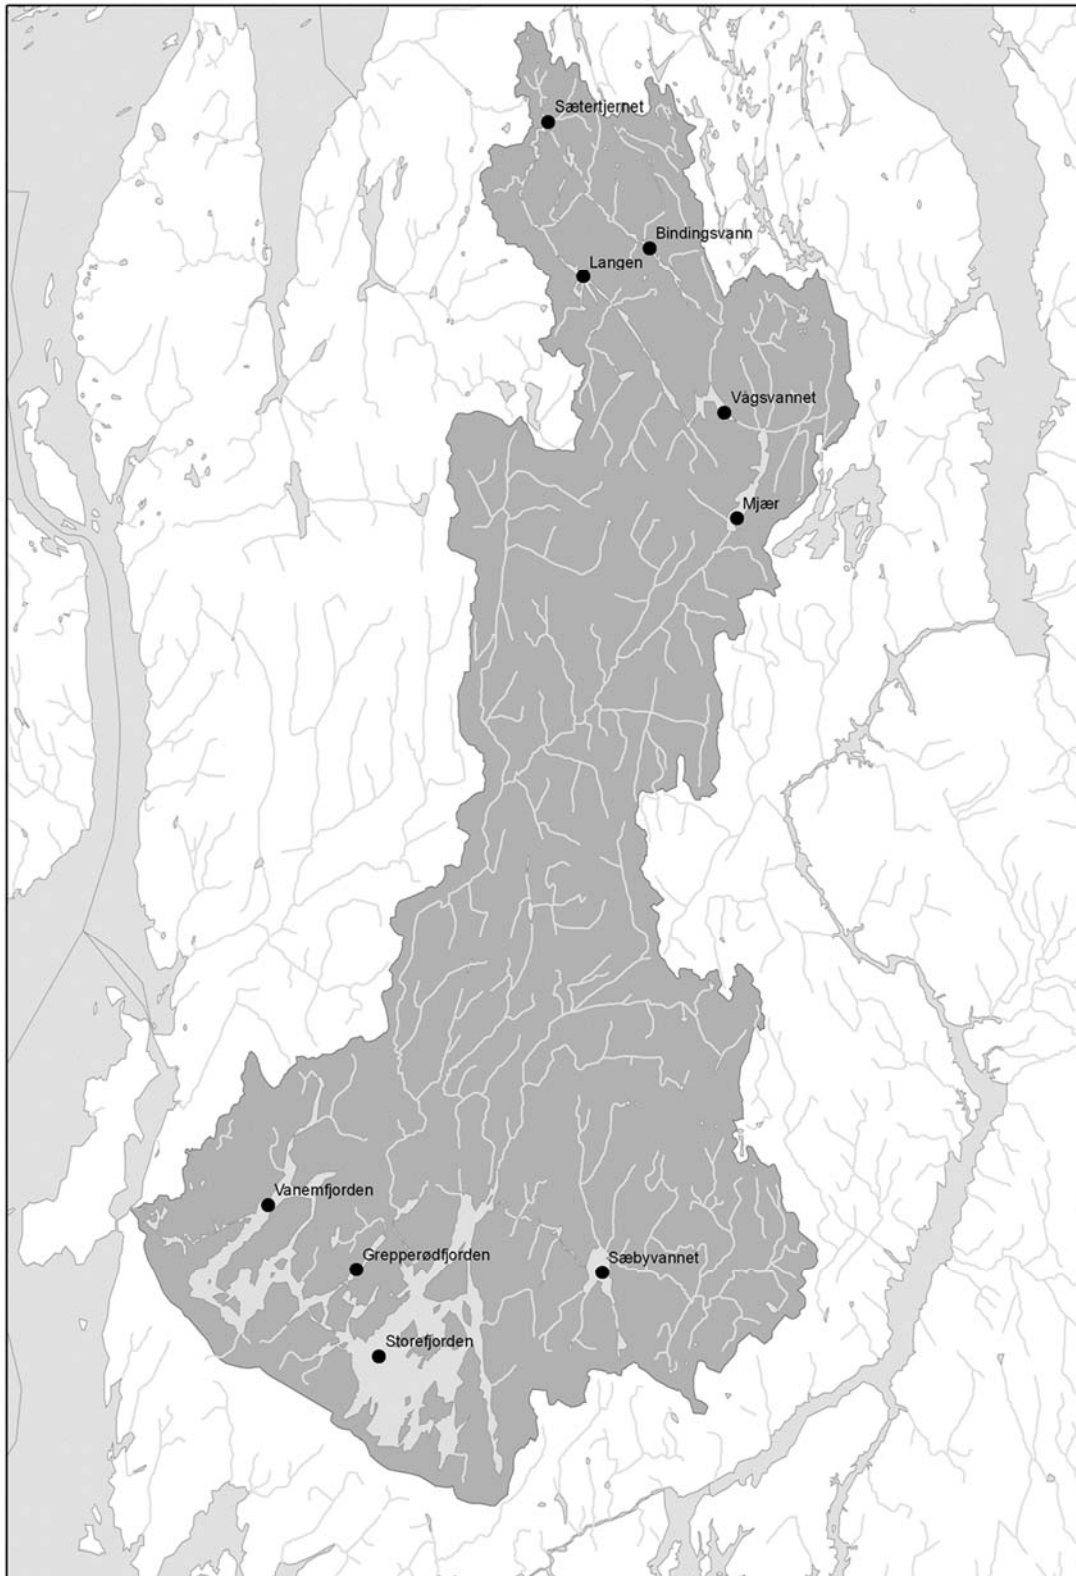 Sætertjernet
Bindingsvann
Langen
Vågsvannet
Mjær
Vanemfjorden
Grepperødfjorden
Sæbyvannet
Storefjorden